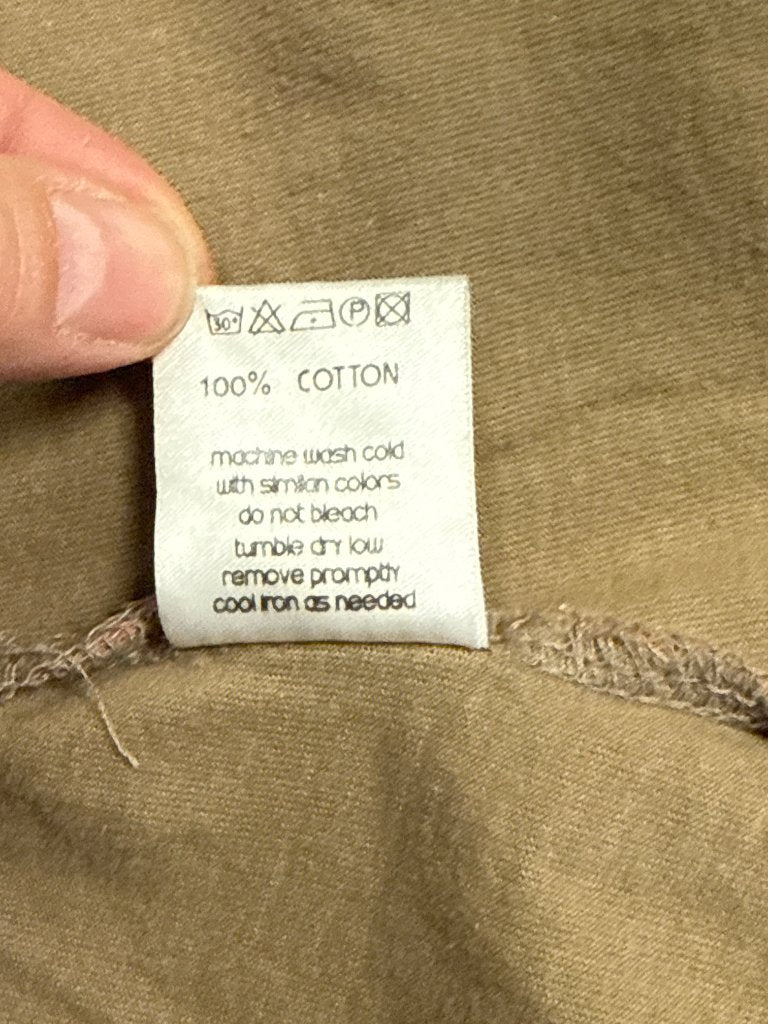 30° P
100% COTTON
machine wash cold
with similar colors
do not bleach
tumble dry low
remove promptly
cool iron as needed